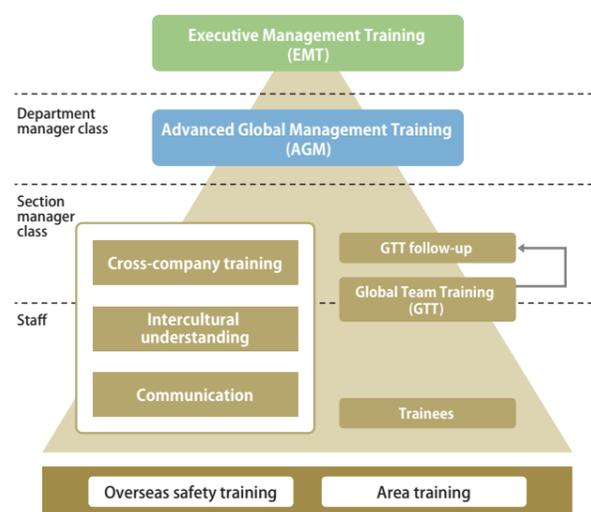 Executive Management Training
(EMT)
Department
manager class
Advanced Global Management Training
(AGM)
Section
manager
class
Cross-company training
GTT follow-up
Global Team Training
(GTT)
Staff
Intercultural
understanding
Communication
Trainees
Overseas safety training
Area training